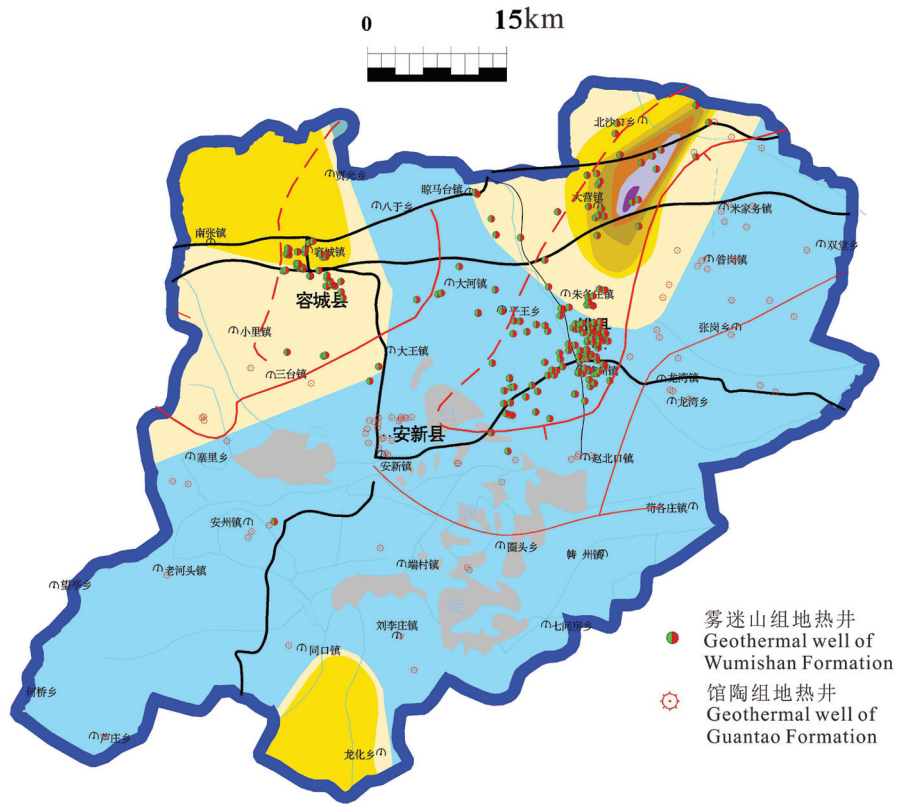 0 15km
北沙口乡
贾光乡
晾马台镇
大营镇
八于乡
米家务镇
南张镇
容城镇
双堂乡
昝岗镇
大河镇
朱各庄镇
容城县
平王乡
小里镇
张岗乡
大王镇
三台镇
龙湾镇
龙湾乡
安新县
寨里乡
安新镇
赵北口镇
苟各庄镇
安州镇
圈头乡
州镇
端村镇
老河头镇
望亭乡
刘李庄镇
七间房乡
同口镇
何桥乡
芦庄乡
龙化乡
雾迷山组地热井
Geothermal well of
Wumishan Formation
馆陶组地热井
Geothermal well of
Guantao Formation